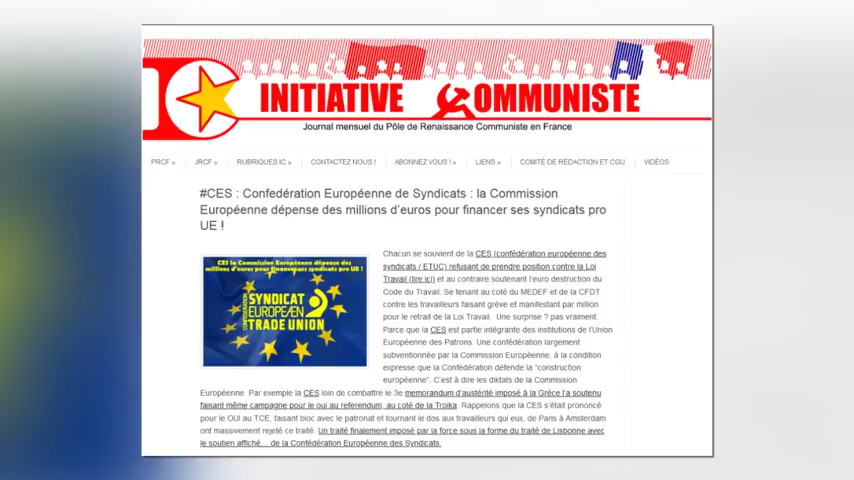 INITIATIVE COMMUNISTE
Journal mensuel du Pôle de Renaissance Communiste en France
PRCF » JRCF » RUBRIQUES IC » CONTACTEZ NOUS ! ABONNEZ VOUS ! » LIENS » COMITÉ DE RÉDACTION ET CGU VIDÉOS
#CES : Confedération Européenne de Syndicats : la Commission
Européenne dépense des millions d'euros pour financer ses syndicats pro
UE !
CES la Commission Européenne dépense des
millions d'euros pour financer ses syndicats pro UE !
CONFEDERATION
SYNDICAT
EUROPEAN
TRADE UNION
Chacun se souvient de la CES (confédération européenne des
syndicats / ETUC) refusant de prendre position contre la Loi
Travail (lire ici) et au contraire soutenant l'euro destruction du
Code du Travail. Se tenant au coté du MEDEF et de la CFDT
contre les travailleurs faisant grève et manifestant par million
pour le retrait de la Loi Travail. Une surprise ? pas vraiment.
Parce que la CES est partie intégrante des institutions de l'Union
Européenne des Patrons. Une confédération largement
subventionnée par la Commission Européenne, à la condition
expresse que la Confédération défende la "construction
européenne". C'est à dire les diktats de la Commission
Européenne. Par exemple la CES loin de combattre le 3e memorandum d'austérité imposé à la Grèce l'a soutenu
faisant même campagne pour le oui au referendum, au coté de la Troika. Rappelons que la CES s'était prononcé
pour le OUI au TCE, faisant bloc avec le patronat et tournant le dos aux travailleurs qui eux, de Paris à Amsterdam
ont massivement rejeté ce traité. Un traité finalement imposé par la force sous la forme du traité de Lisbonne avec
le soutien affiché… de la Confédération Européenne des Syndicats.